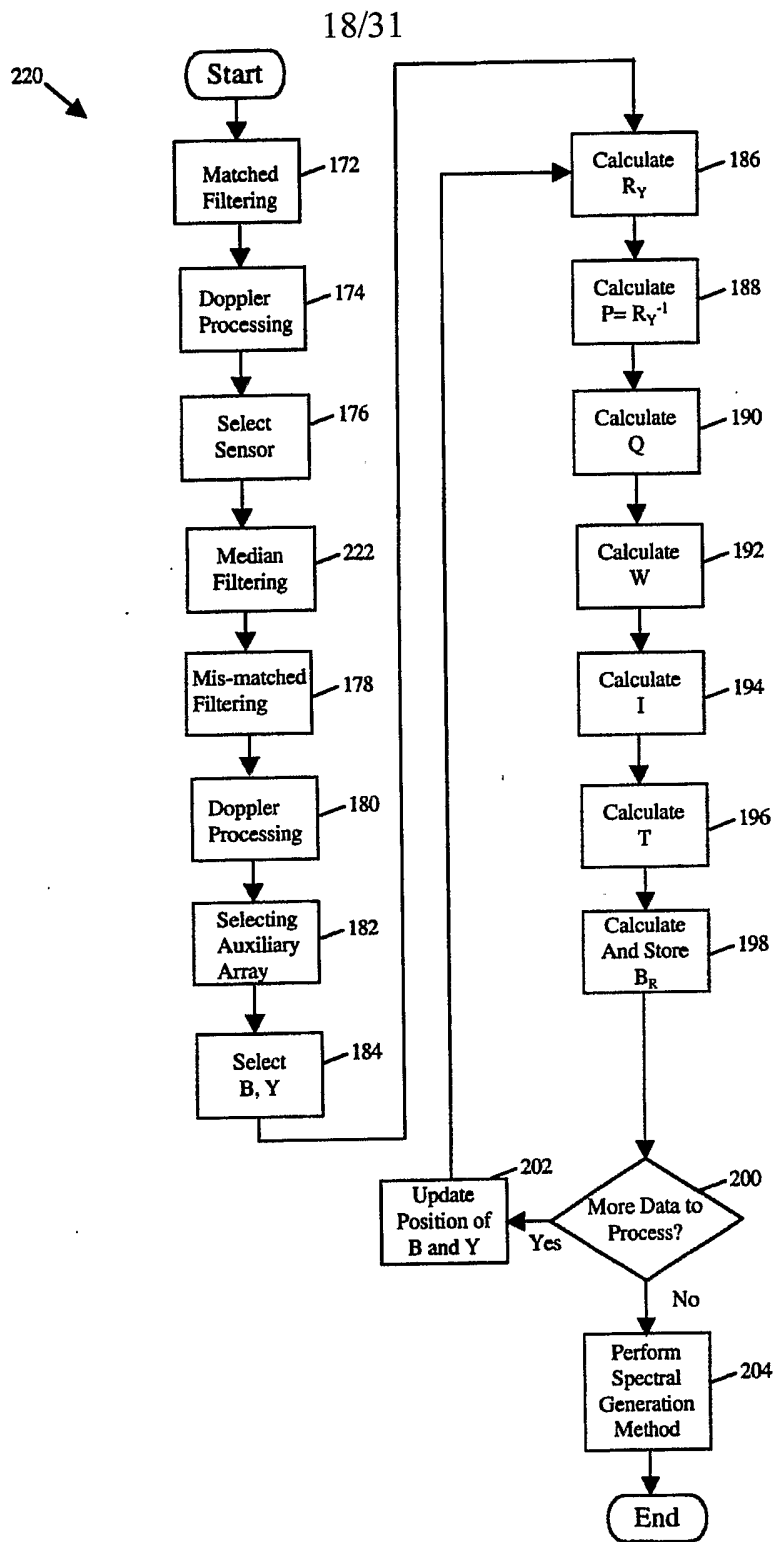 18/31
220
Start
Matched
Filtering
172
Doppler
Processing
174
Select
Sensor
176
Median
Filtering
222
Mis-matched
Filtering
178
Doppler
Processing
180
Selecting
Auxiliary
Array
182
Select
B, Y
184
Calculate
R_Y
186
Calculate
P= R_Y^-1
188
Calculate
Q
190
Calculate
W
192
Calculate
I
194
Calculate
T
196
Calculate
And Store
B_R
198
More Data to
Process?
200
Yes
Update
Position of
B and Y
202
No
Perform
Spectral
Generation
Method
204
End